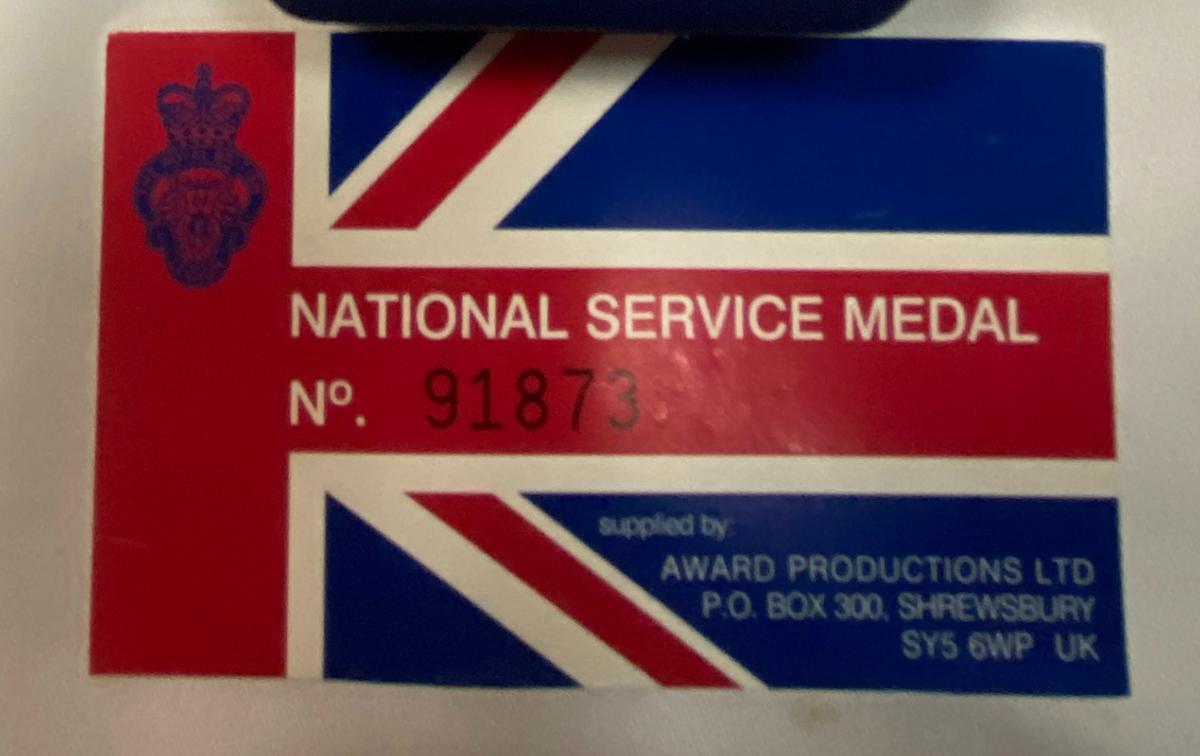 NATIONAL SERVICE MEDAL
Nº. 91873
supplied by:
AWARD PRODUCTIONS LTD
P.O. BOX 300, SHREWSBURY
SY5 6WP UK